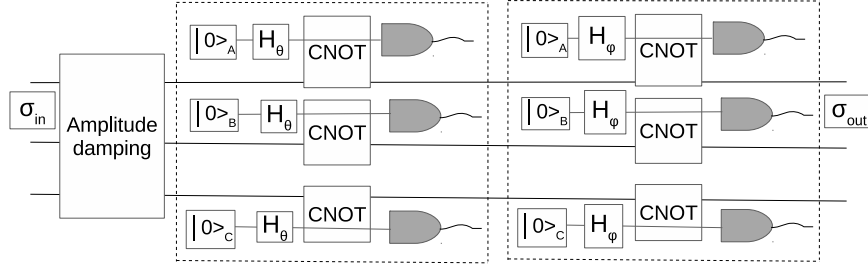 |0>A Hθ CNOT |0>A Hφ CNOT
σin |0>B Hθ CNOT |0>B Hφ CNOT σout
Amplitude
damping
|0>C Hθ CNOT |0>C Hφ CNOT